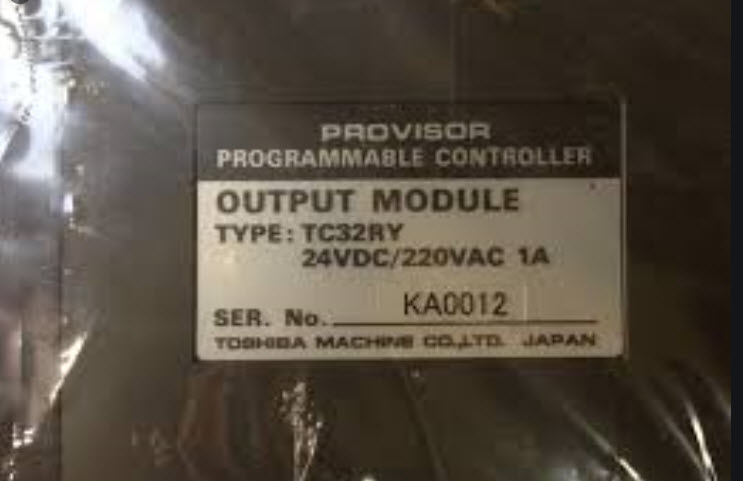 PROVISOR
PROGRAMMABLE CONTROLLER
OUTPUT MODULE
TYPE: TC32RY
24VDC/220VAC 1A
SER. No. KA0012
TOSHIBA MACHINE CO.,LTD. JAPAN